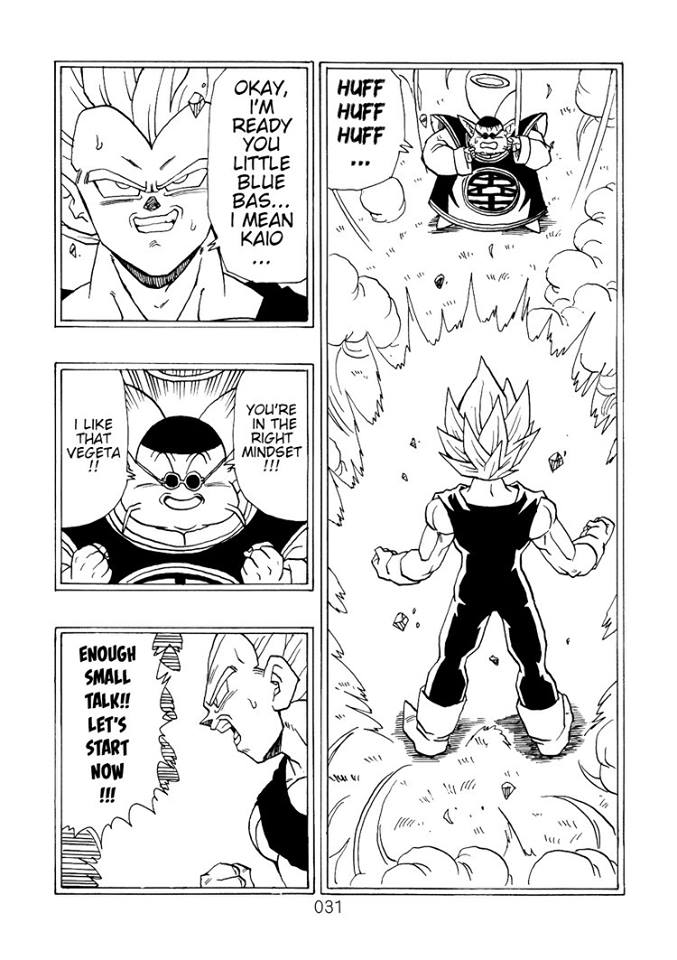 HUFF
HUFF
HUFF
...
OKAY,
I'M
READY
YOU
LITTLE
BLUE
BAS...
I MEAN
KAIO
...
YOU'RE
IN THE
RIGHT
MINDSET
!!!
I LIKE
THAT
VEGETA
!!
ENOUGH
SMALL
TALK!!
LET'S
START
NOW
!!!
031